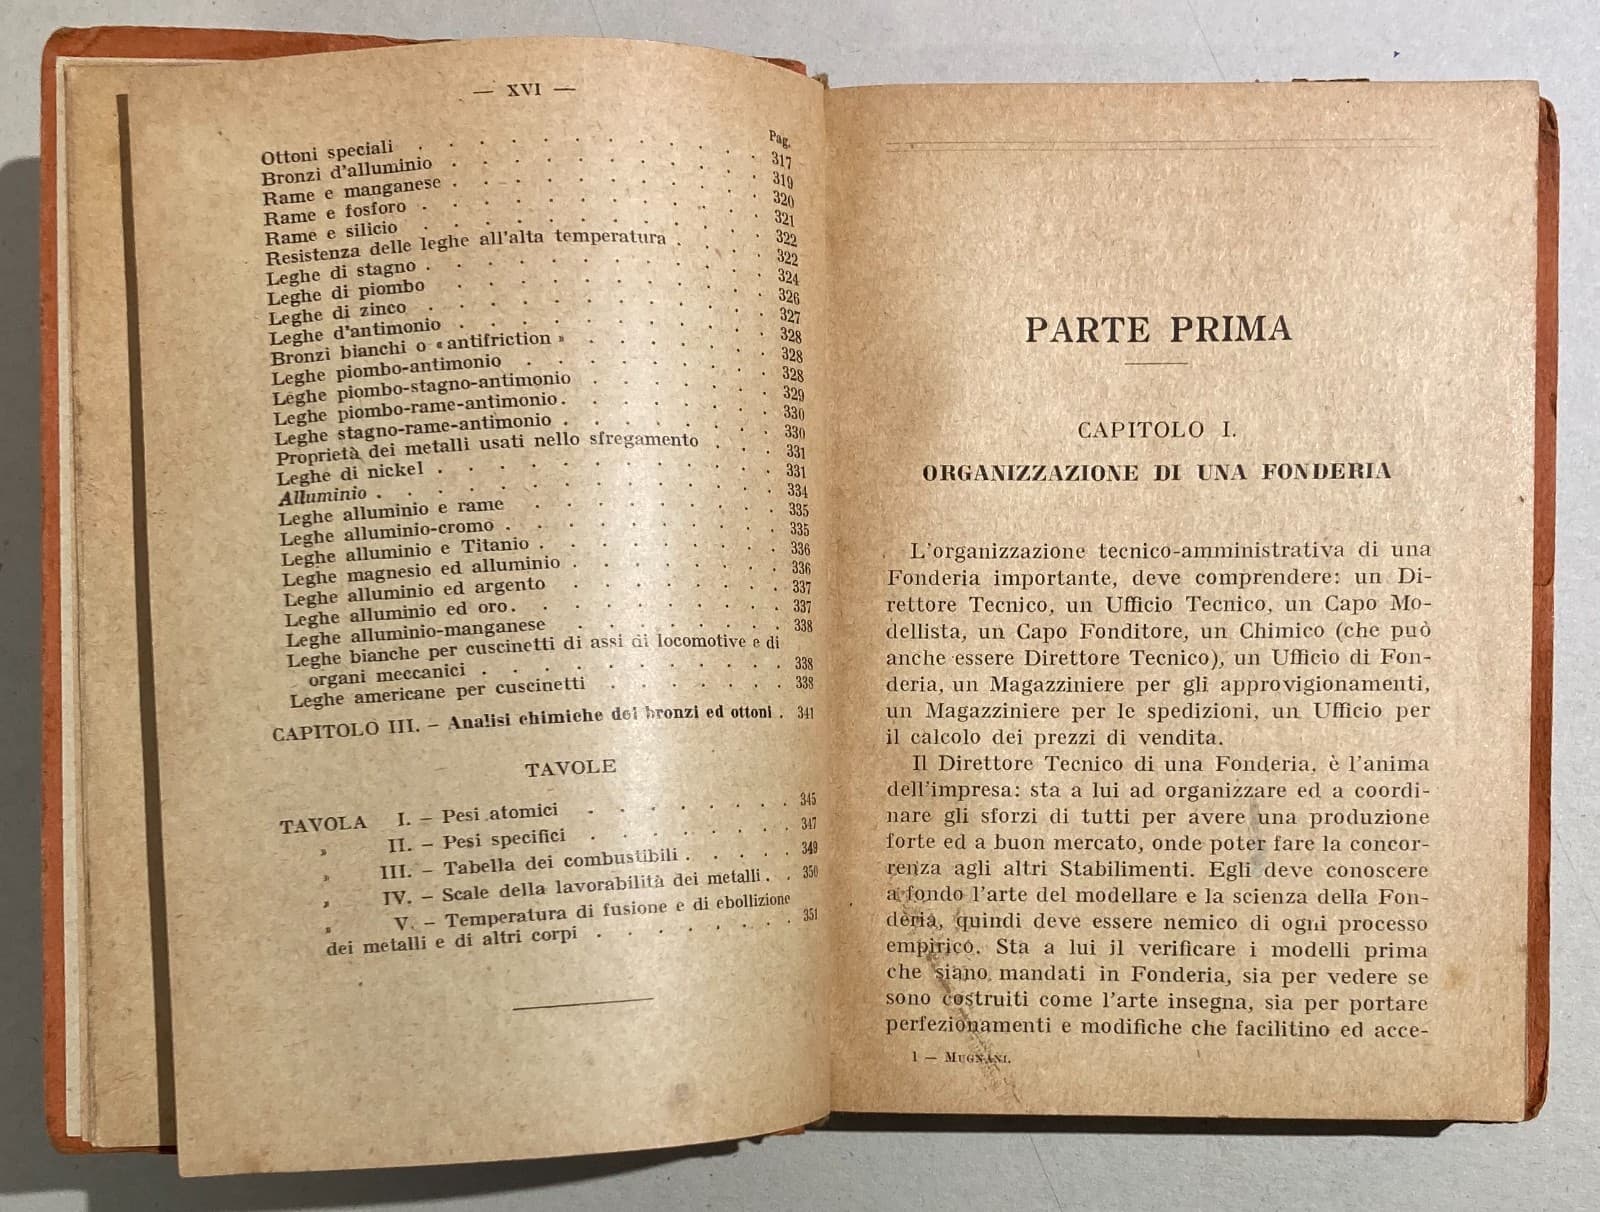 — XVI —
Pag.
Ottoni speciali . . . . . . . . . . 317
Bronzi d'alluminio . . . . . . . . . . 319
Rame e manganese . . . . . . . . . . 320
Rame e fosforo . . . . . . . . . . 321
Rame e silicio . . . . . . . . . . 322
Resistenza delle leghe all'alta temperatura . . . . 322
Leghe di stagno . . . . . . . . . . 324
Leghe di piombo . . . . . . . . . . 326
Leghe di zinco . . . . . . . . . . 327
Leghe d'antimonio . . . . . . . . . . 328
Bronzi bianchi o « antifriction » . . . . . . 328
Leghe piombo-antimonio . . . . . . . . 328
Leghe piombo-stagno-antimonio . . . . . . 329
Leghe piombo-rame-antimonio . . . . . . . 330
Leghe stagno-rame-antimonio . . . . . . . 330
Proprietà dei metalli usati nello sfregamento . . . 331
Leghe di nickel . . . . . . . . . . 331
Alluminio . . . . . . . . . . . . 334
Leghe alluminio e rame . . . . . . . . 335
Leghe alluminio-cromo . . . . . . . . . 335
Leghe alluminio e Titanio . . . . . . . . 336
Leghe magnesio ed alluminio . . . . . . . 336
Leghe alluminio ed argento . . . . . . . 337
Leghe alluminio ed oro . . . . . . . . . 337
Leghe alluminio-manganese . . . . . . . 338
Leghe bianche per cuscinetti di assi di locomotive e di
organi meccanici . . . . . . . . . . 338
Leghe americane per cuscinetti . . . . . . 338
CAPITOLO III. – Analisi chimiche dei bronzi ed ottoni . 341
TAVOLE
TAVOLA I. – Pesi atomici . . . . . . . 345
» II. – Pesi specifici . . . . . . . 347
» III. – Tabella dei combustibili . . . . . 349
» IV. – Scale della lavorabilità dei metalli . . 350
» V. – Temperatura di fusione e di ebollizione
dei metalli e di altri corpi . . . . . . . 351
PARTE PRIMA
CAPITOLO I.
ORGANIZZAZIONE DI UNA FONDERIA
L'organizzazione tecnico-amministrativa di una
Fonderia importante, deve comprendere: un Di-
rettore Tecnico, un Ufficio Tecnico, un Capo Mo-
dellista, un Capo Fonditore, un Chimico (che può
anche essere Direttore Tecnico), un Ufficio di Fon-
deria, un Magazziniere per gli approvigionamenti,
un Magazziniere per le spedizioni, un Ufficio per
il calcolo dei prezzi di vendita.
Il Direttore Tecnico di una Fonderia, è l'anima
dell'impresa: sta a lui ad organizzare ed a coordi-
nare gli sforzi di tutti per avere una produzione
forte ed a buon mercato, onde poter fare la concor-
renza agli altri Stabilimenti. Egli deve conoscere
a fondo l'arte del modellare e la scienza della Fon-
deria, quindi deve essere nemico di ogni processo
empirico. Sta a lui il verificare i modelli prima
che siano mandati in Fonderia, sia per vedere se
sono costruiti come l'arte insegna, sia per portare
perfezionamenti e modifiche che facilitino ed acce-
1 — MUGNANI.